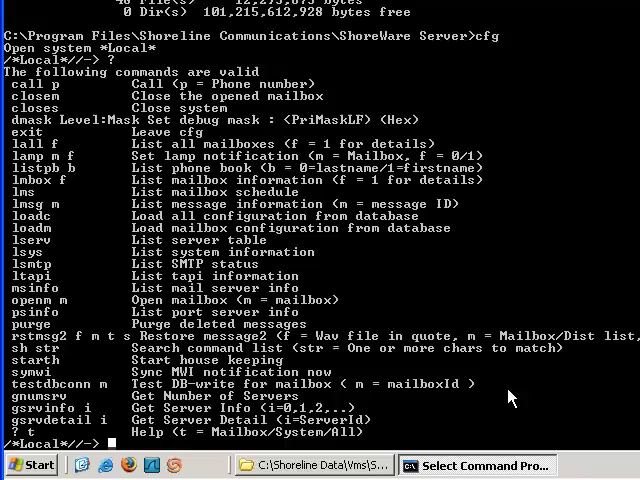 0 Dir(s)  101,215,612,928 bytes free
C:\Program Files\Shoreline Communications\ShoreWare Server>cfg
Open system *Local*
/*Local*//-> ?
The following commands are valid
call p          Call (p = Phone number)
closem          Close the opened mailbox
closes          Close system
dmask Level:Mask Set debug mask : <PriMaskLF> (Hex)
exit            Leave cfg
lall f          List all mailboxes (f = 1 for details)
lamp m f        Set lamp notification (m = Mailbox, f = 0/1)
listpb b        List phone book (b = 0=lastname/1=firstname)
lmbox f         List mailbox information (f = 1 for details)
lms             List mailbox schedule
lmsg m          List message information (m = message ID)
loadc           Load all configuration from database
loadm           Load mailbox configuration from database
lserv           List server table
lsys            List system information
lsmtp           List SMTP status
ltapi           List tapi information
msinfo          List mail server info
openm m         Open mailbox (m = mailbox)
psinfo          List port server info
purge           Purge deleted messages
rstmsg2 f m t s Restore message2 (f = Wav file in quote, m = Mailbox/Dist list,
sh str          Search command list (str = One or more chars to match)
starth          Start house keeping
symwi           Sync MWI notification now
testdbconn m    Test DB-write for mailbox ( m = mailboxId )
gnumsrv         Get Number of Servers
gsrvinfo i      Get Server Info (i=0,1,2,..)
gsrvdetail i    Get Server Detail (i=ServerId)
? t             Help (t = Mailbox/System/All)
/*Local*//->
Start
C:\Shoreline Data\Vms\S...
Select Command Pro...